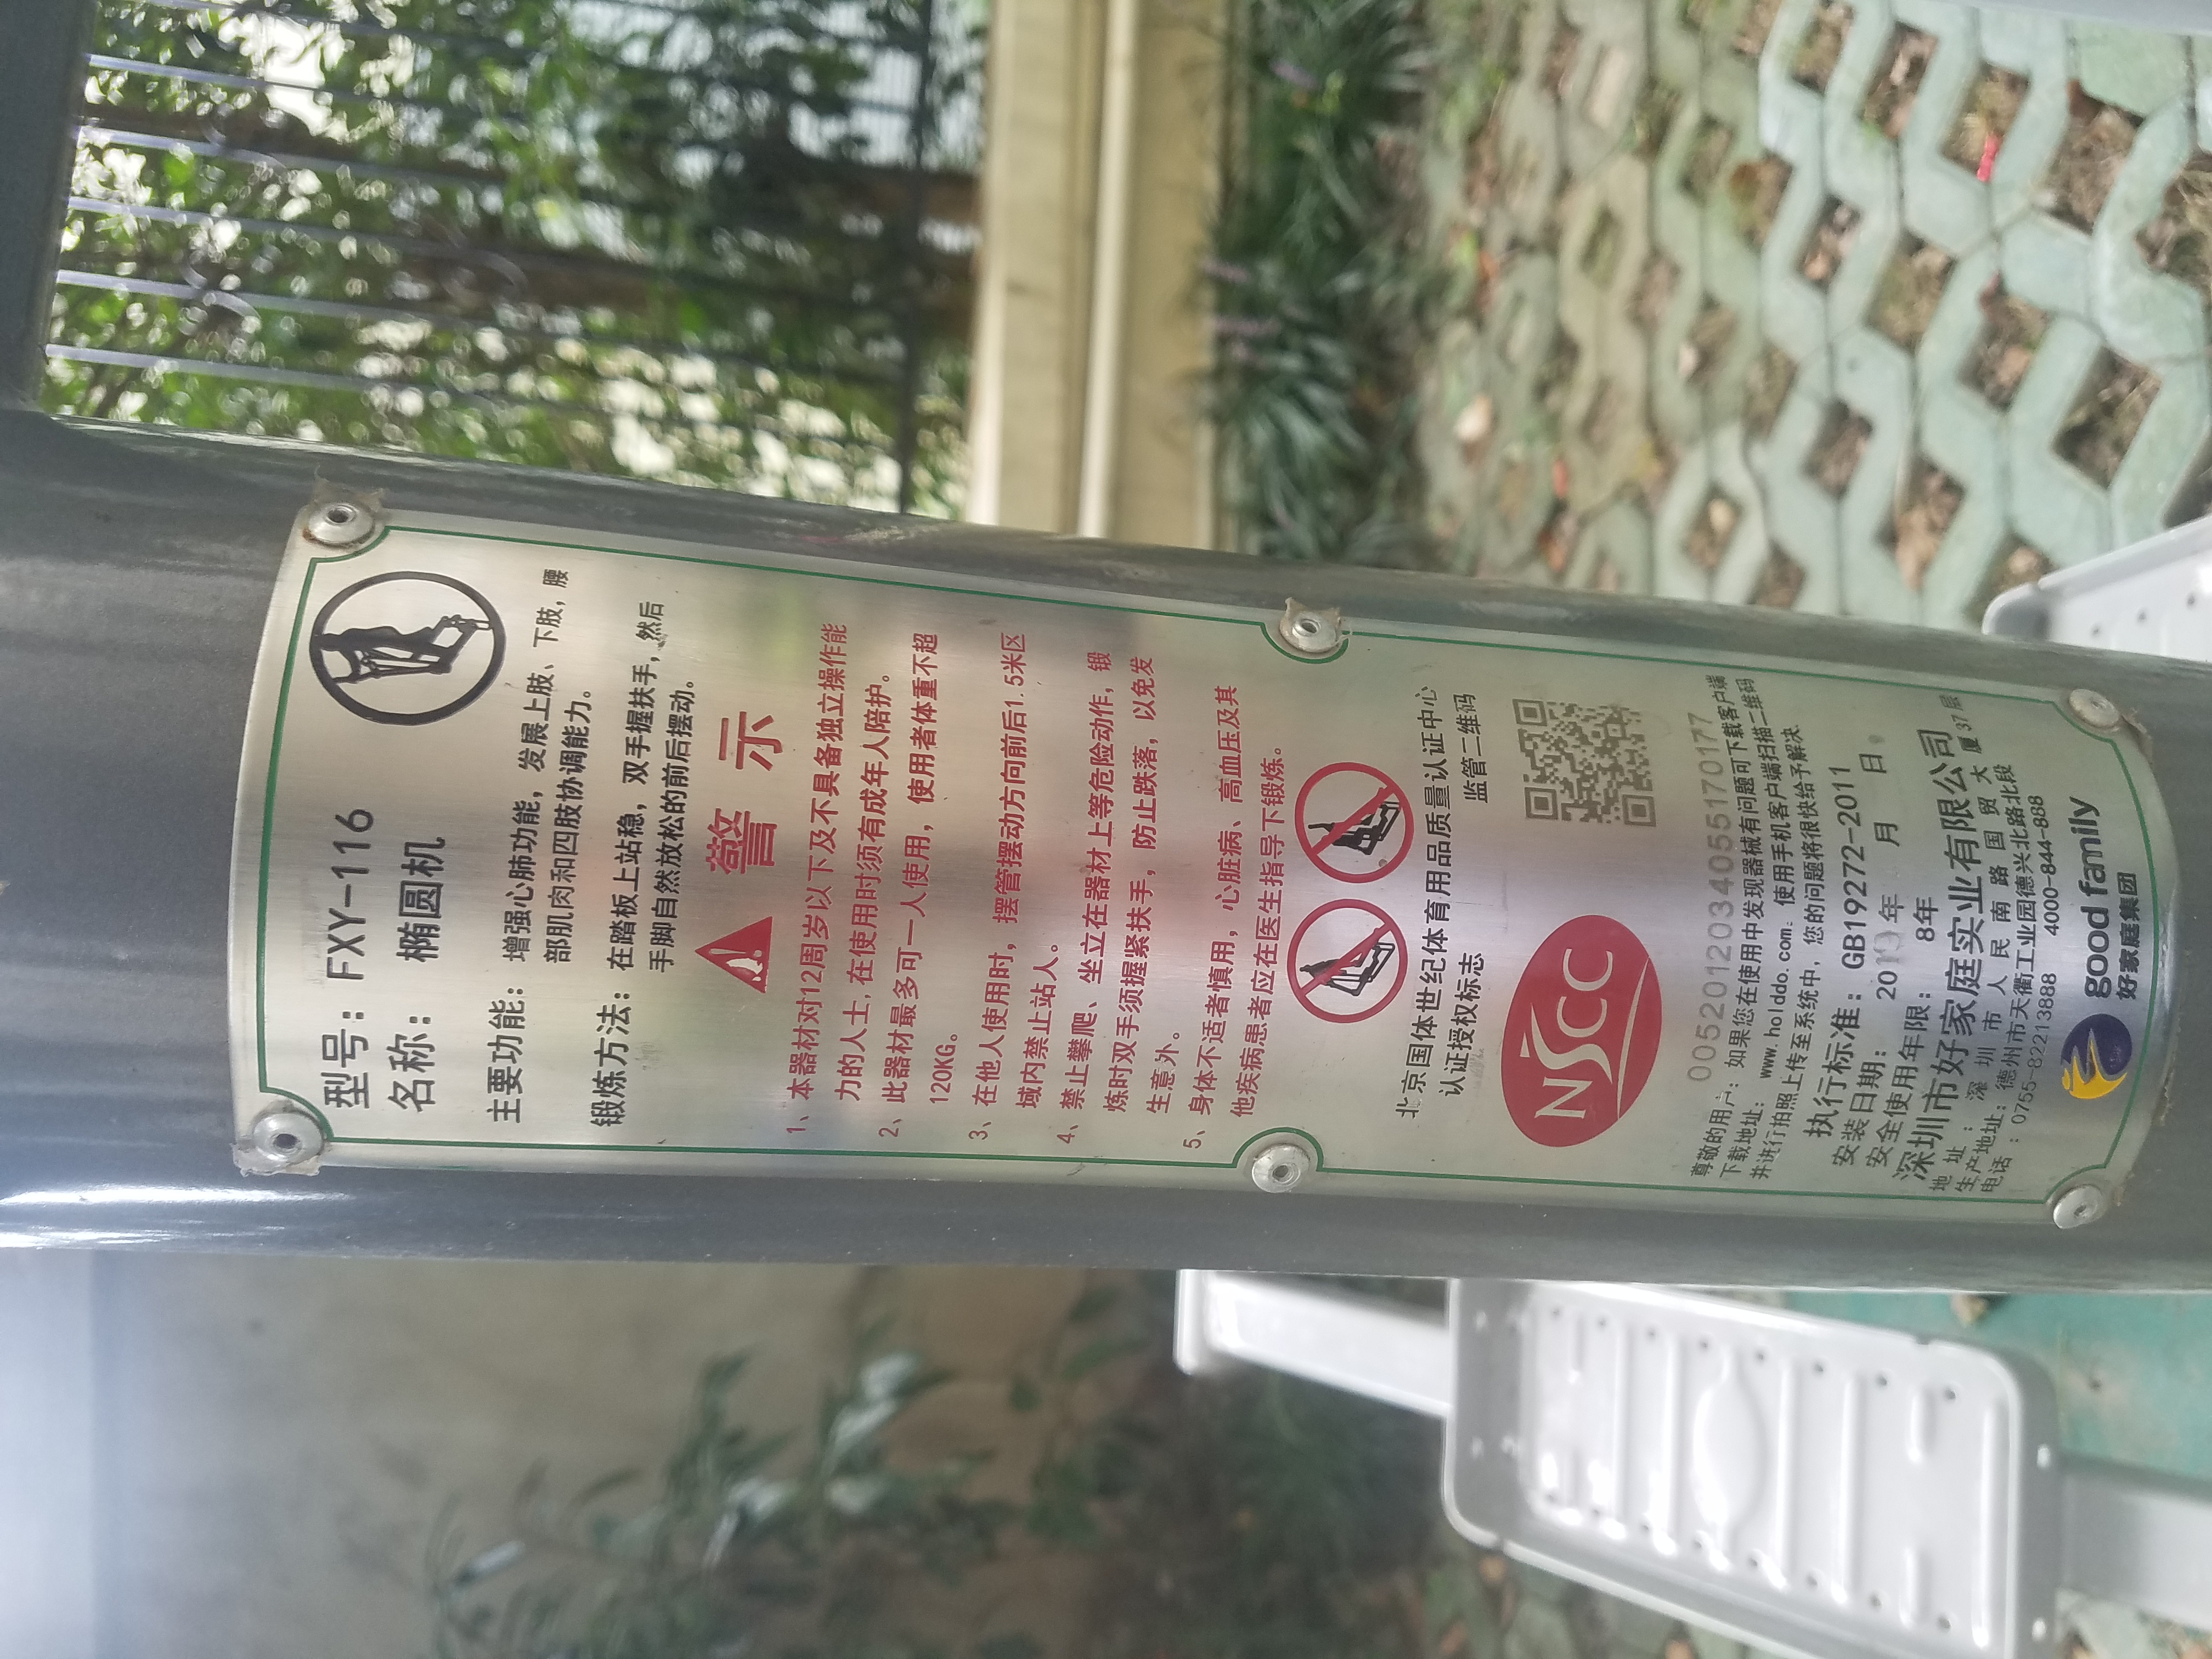 型号：FXY-116
名称：椭圆机
主要功能：增强心肺功能，发展上肢、下肢，腰
部肌肉和四肢协调能力。
锻炼方法：在踏板上站稳，双手握扶手，然后
手脚自然放松的前后摆动。
警示
1、本器材对12周岁以下及不具备独立操作能
力的人士，在使用时须有成年人陪护。
2、此器材最多可一人使用，使用者体重不超
120KG。
3、在他人使用时，摆管摆动方向前后1.5米区
域内禁止站人。
4、禁止攀爬、坐立在器材上等危险动作，锻
炼时双手须握紧扶手，防止跌落，以免发
生意外。
5、身体不适者慎用，心脏病、高血压及其
他疾病患者应在医生指导下锻炼。
北京国体世纪体育用品质量认证中心
认证授权标志 监管二维码
NSCC
0052012034055170177
尊敬的用户：如果您在使用中发现器械有问题可下载客户端
下载地址：www.holddo.com．使用手机客户端扫描二维码
并进行拍照上传至系统中，您的问题将很快给予解决
执行标准：GB19272-2011
安装日期：2019年 月 日。
安全使用年限：8年
深圳市好家庭实业有限公司
地址：深圳市人民南路国贸大厦37层
生产地址：德州市天衢工业园德兴北路北段
电话：0755-82213888 4000-844-888
good family
好家庭集团